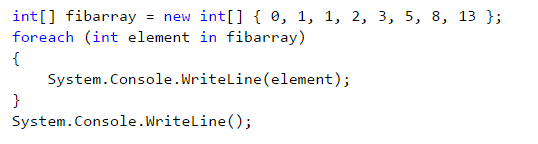 int[] fibarray = new int[] { 0, 1, 1, 2, 3, 5, 8, 13 };
foreach (int element in fibarray)
{
    System.Console.WriteLine(element);
}
System.Console.WriteLine();